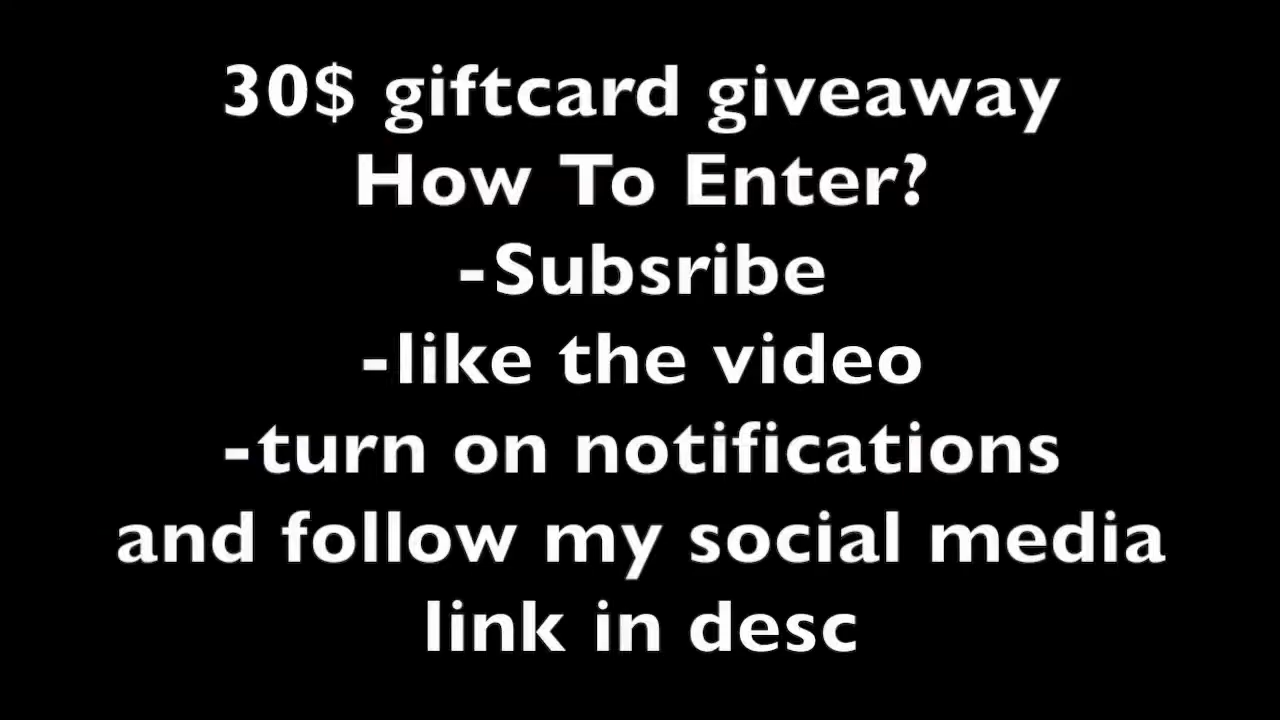 30$ giftcard giveaway
How To Enter?
-Subsribe
-like the video
-turn on notifications
and follow my social media
link in desc